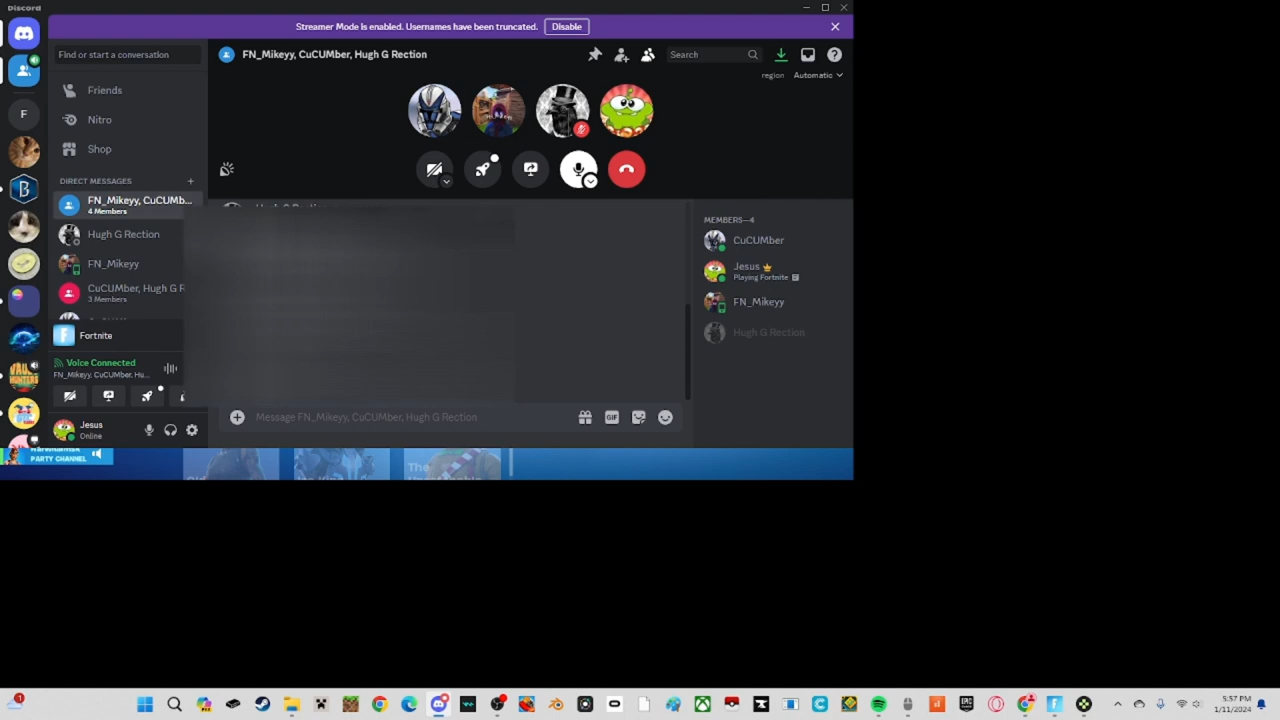 Discord
Streamer Mode is enabled. Usernames have been truncated. Disable
Find or start a conversation
FN_Mikeyy, CuCUMber, Hugh G Rection
Search
region Automatic
F
Friends
Nitro
Shop
DIRECT MESSAGES +
FN_Mikeyy, CuCUMb...
4 Members
Hugh G Rection
FN_Mikeyy
CuCUMber, Hugh G R
3 Members
Fortnite
Voice Connected
FN_Mikeyy, CuCUMber, Hu...
Jesus
Online
Message FN_Mikeyy, CuCUMber, Hugh G Rection
GIF
MEMBERS—4
CuCUMber
Jesus
Playing Fortnite
FN_Mikeyy
Hugh G Rection
PARTY CHANNEL
The
5:57 PM
1/11/2024
1